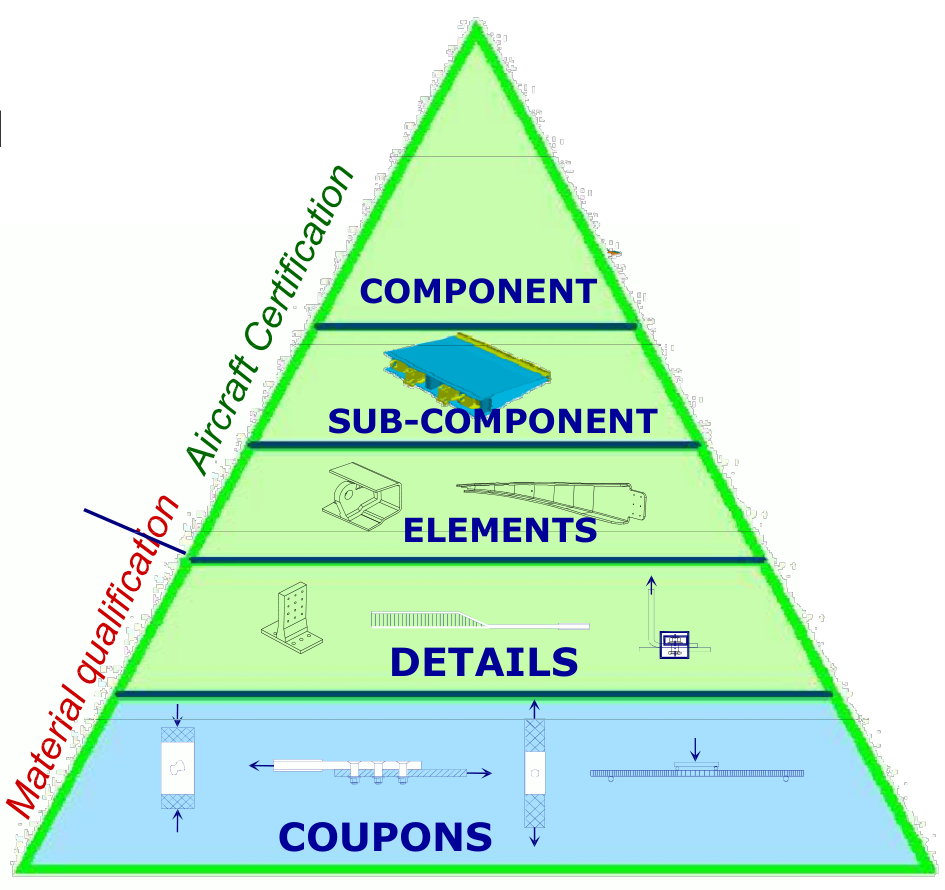 Aircraft Certification
COMPONENT
SUB-COMPONENT
ELEMENTS
Material qualification
DETAILS
COUPONS